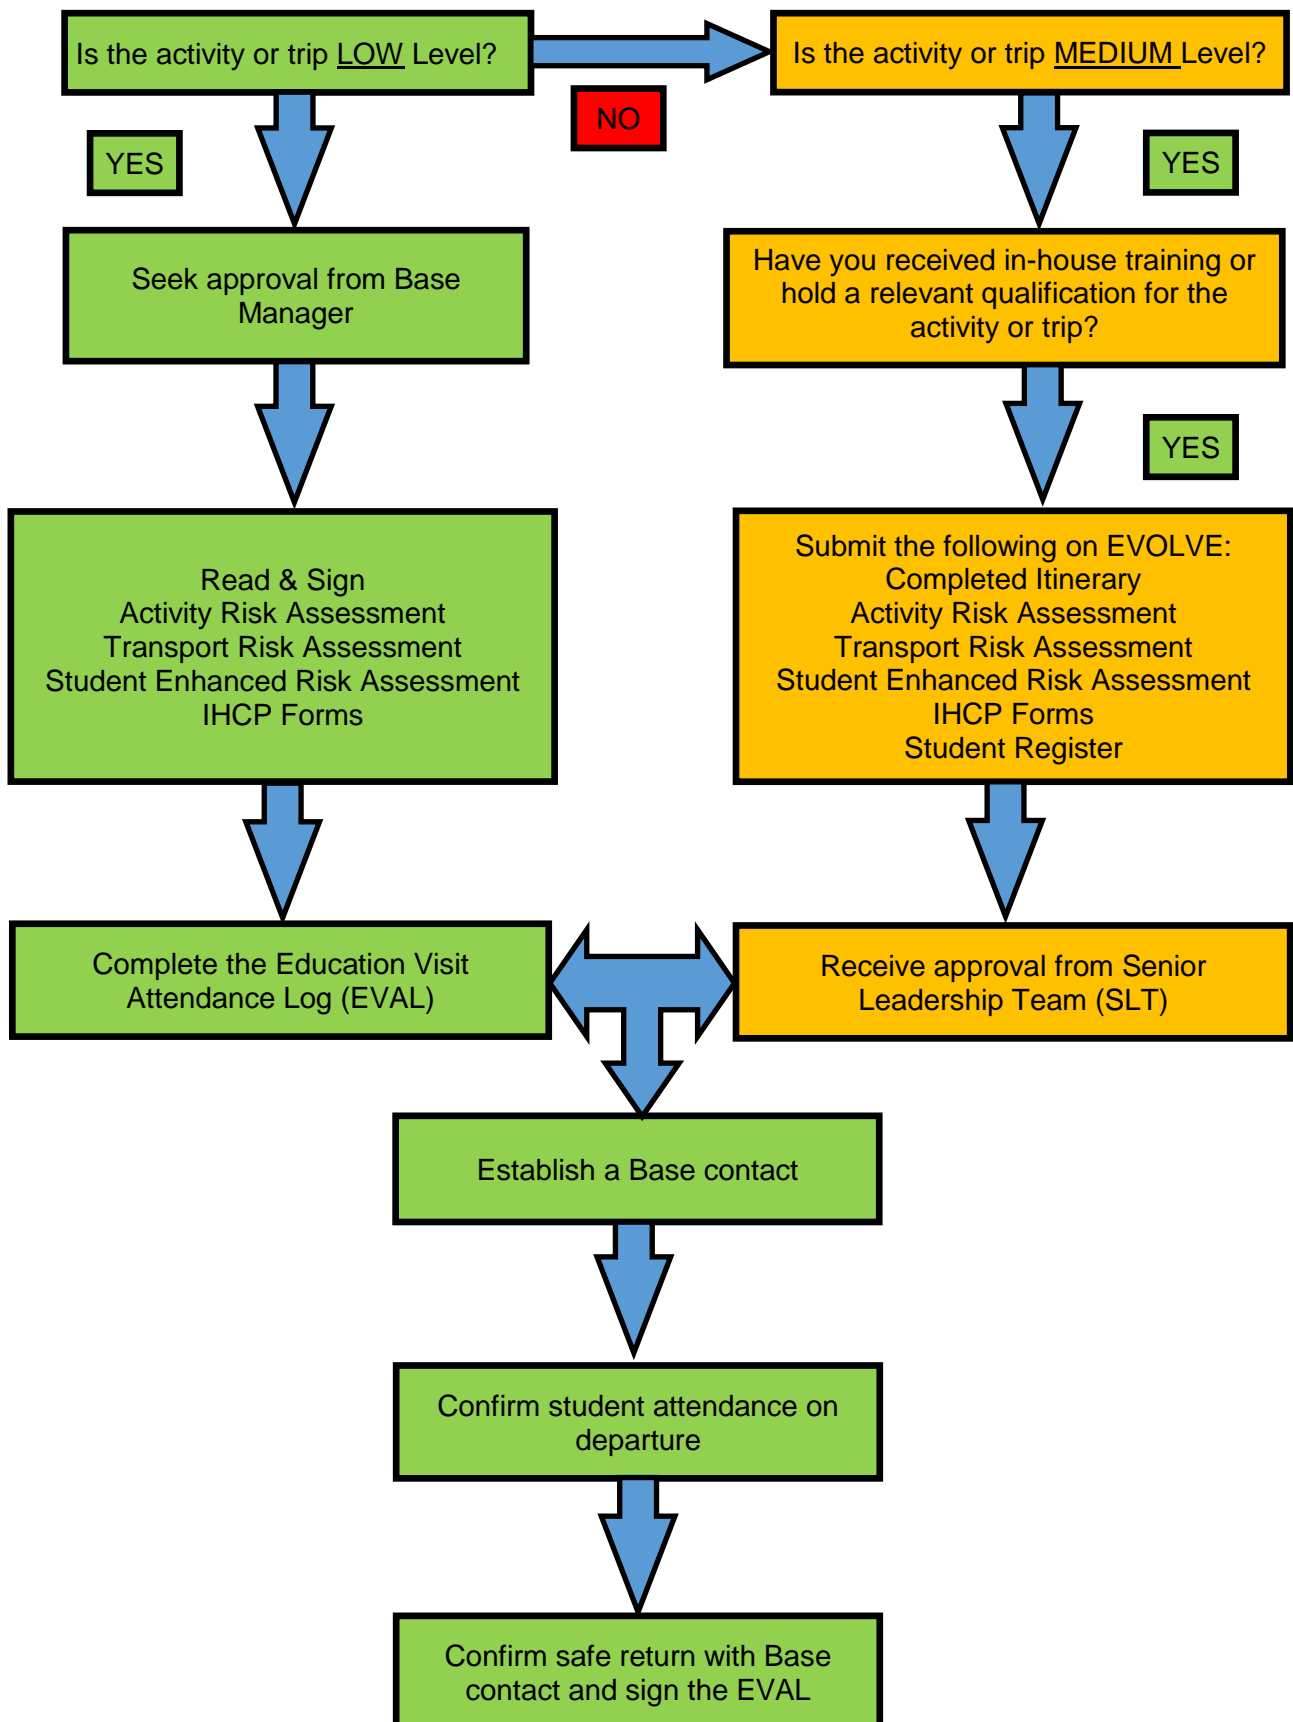 Is the activity or trip LOW Level?
NO
Is the activity or trip MEDIUM Level?
YES
YES
Seek approval from Base
Manager
Have you received in-house training or
hold a relevant qualification for the
activity or trip?
YES
Read & Sign
Activity Risk Assessment
Transport Risk Assessment
Student Enhanced Risk Assessment
IHCP Forms
Submit the following on EVOLVE:
Completed Itinerary
Activity Risk Assessment
Transport Risk Assessment
Student Enhanced Risk Assessment
IHCP Forms
Student Register
Complete the Education Visit
Attendance Log (EVAL)
Receive approval from Senior
Leadership Team (SLT)
Establish a Base contact
Confirm student attendance on
departure
Confirm safe return with Base
contact and sign the EVAL